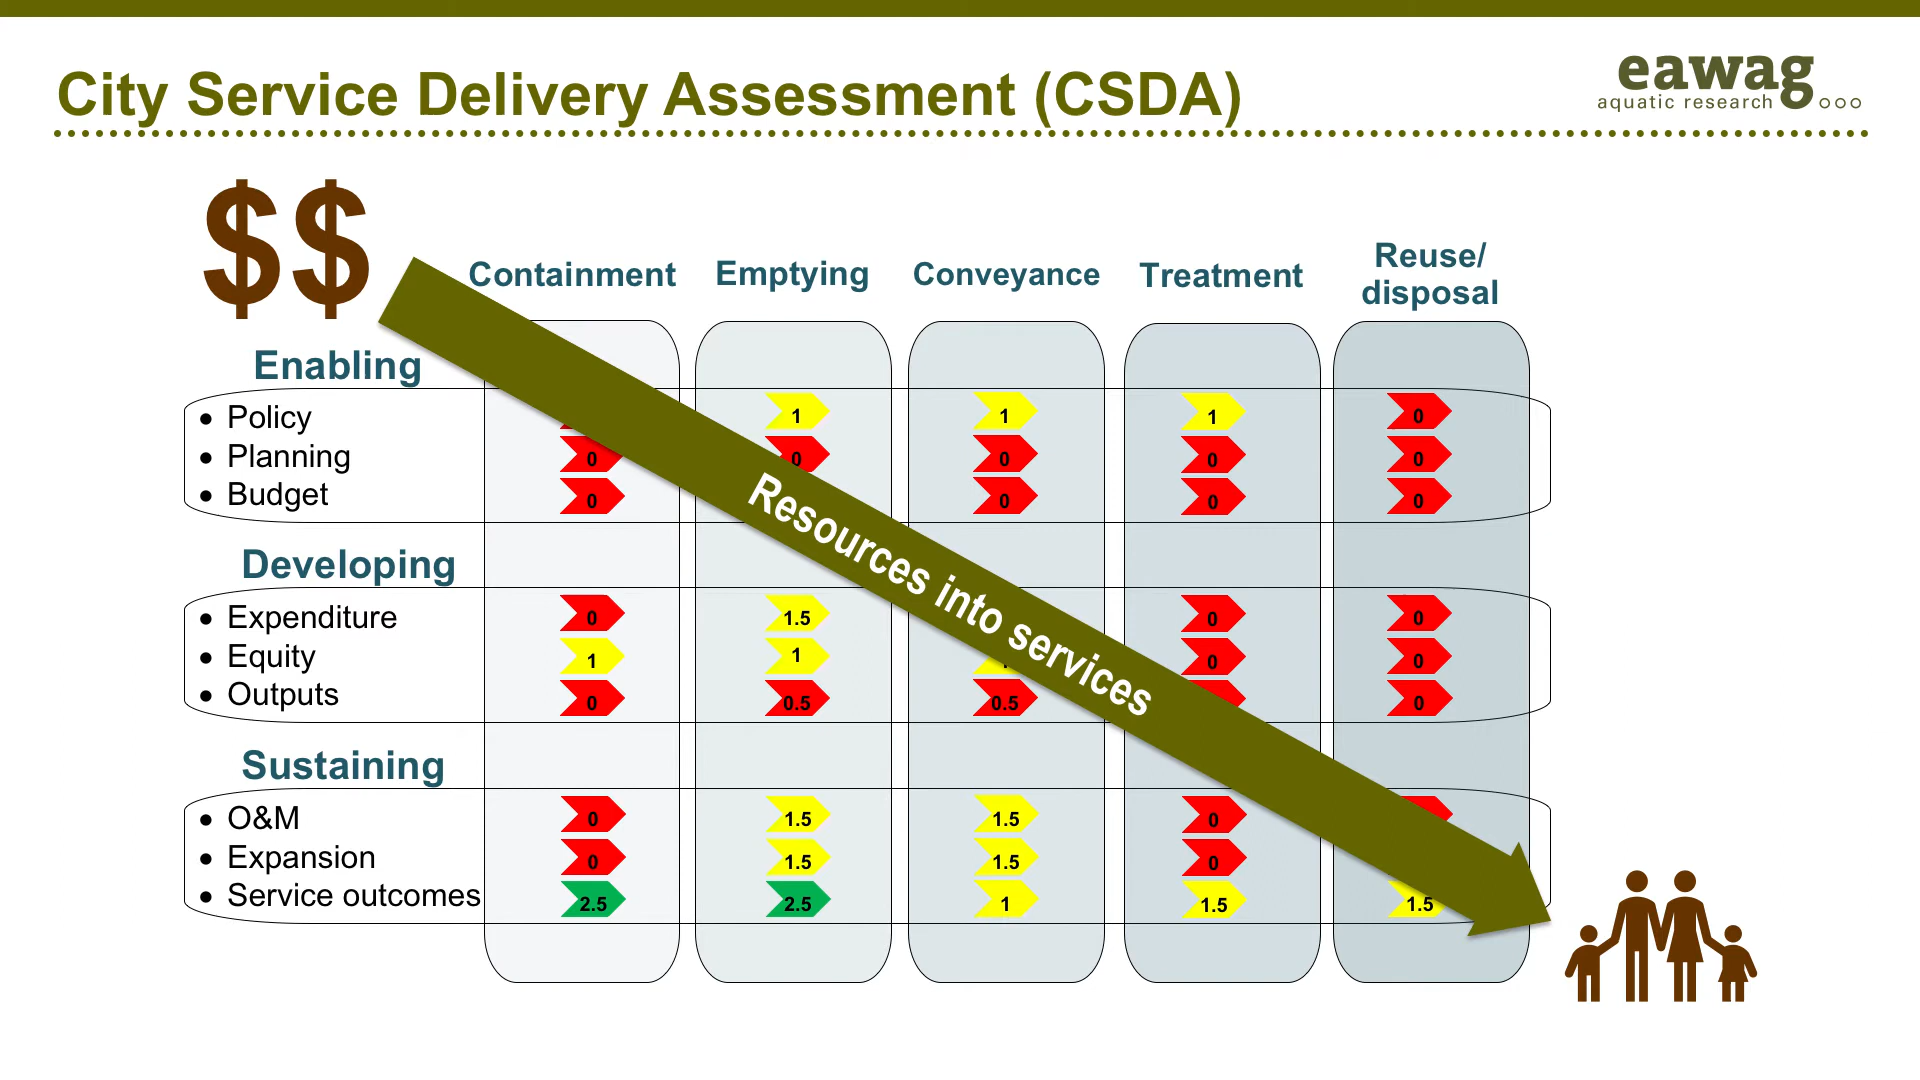 City Service Delivery Assessment (CSDA)
eawag
aquatic research
$$
Containment Emptying Conveyance Treatment Reuse/
disposal
Enabling
• Policy 1 1 1 0
• Planning 0 0 0 0 0
• Budget 0 0 0 0
Resources into services
Developing
• Expenditure 0 1.5 0 0
• Equity 1 1 0 0
• Outputs 0 0.5 0.5 0
Sustaining
• O&M 0 1.5 1.5 0
• Expansion 0 1.5 1.5 0
• Service outcomes 2.5 2.5 1 1.5 1.5